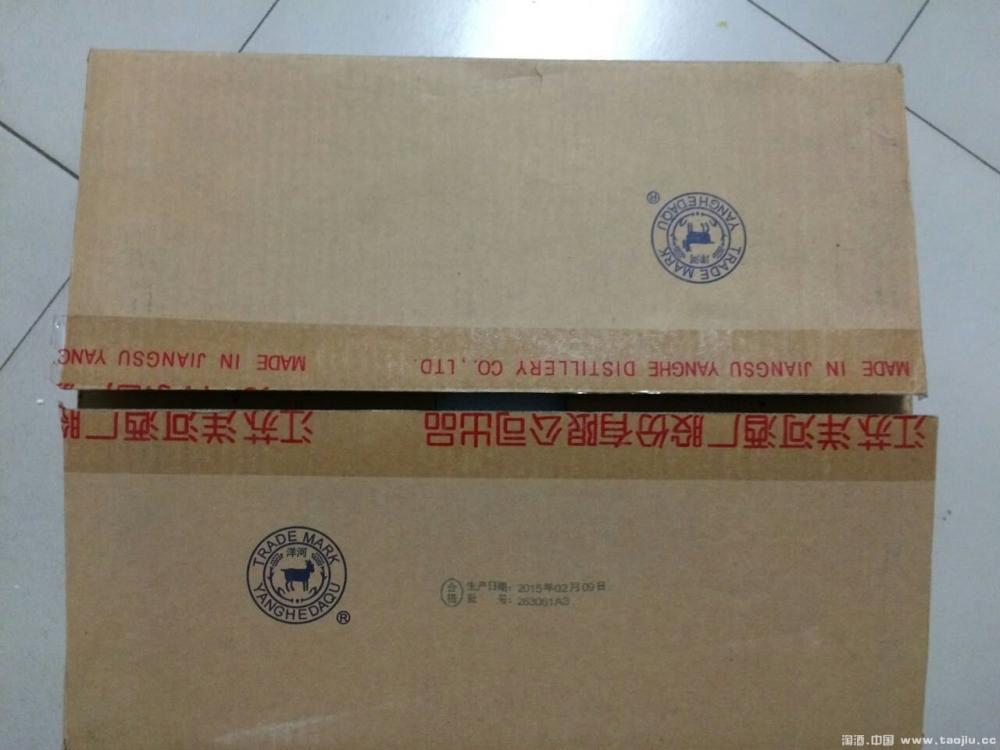 YANGHEDAQU
TRADE MARK
洋河
®
MADE IN JIANGSU YANG
MADE IN JIANGSU YANGHE DISTILLERY CO., LTD.
江苏洋河酒厂股
江苏洋河酒厂股份有限公司出品
TRADE MARK
洋河
YANGHEDAQU
®
合格
生产日期: 2015年02月09日
批 号: 263061A3
淘酒.中国 www.taojiu.cc